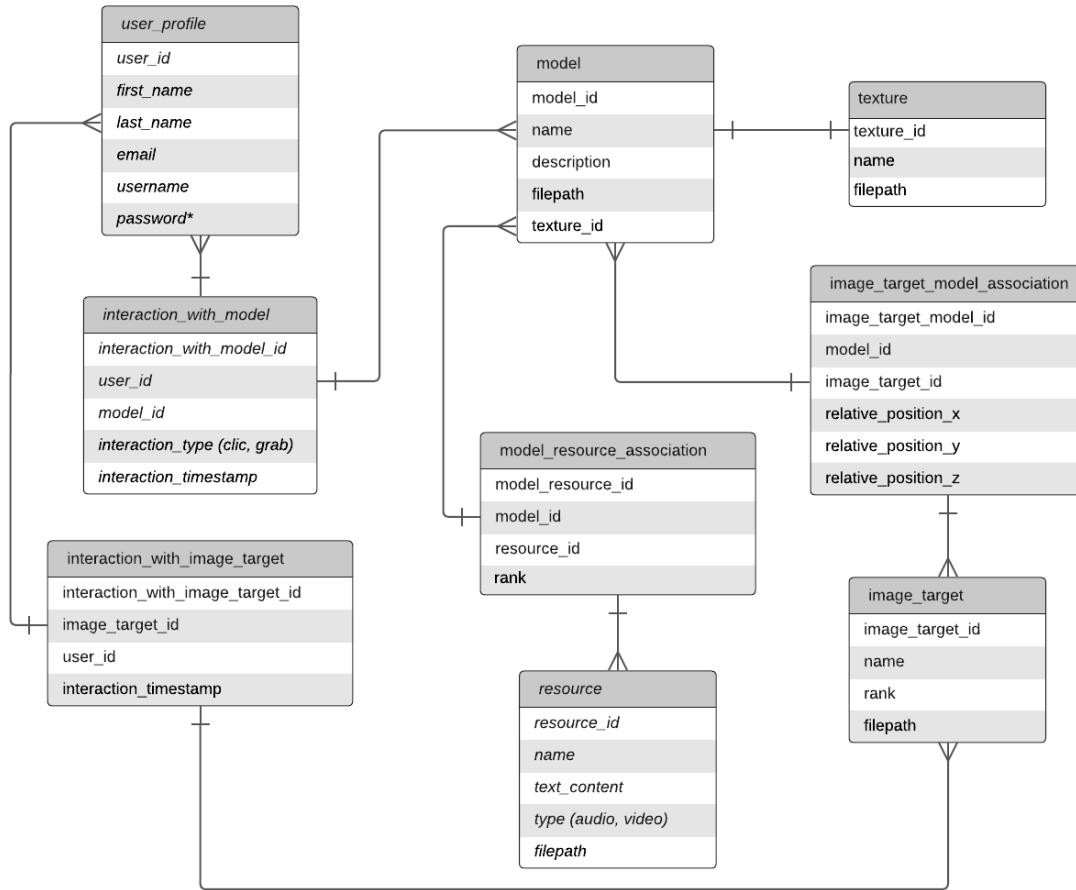 user_profile
user_id
first_name
last_name
email
username
password*
model
model_id
name
description
filepath
texture_id
texture
texture_id
name
filepath
interaction_with_model
interaction_with_model_id
user_id
model_id
interaction_type (clic, grab)
interaction_timestamp
image_target_model_association
image_target_model_id
model_id
image_target_id
relative_position_x
relative_position_y
relative_position_z
model_resource_association
model_resource_id
model_id
resource_id
rank
interaction_with_image_target
interaction_with_image_target_id
image_target_id
user_id
interaction_timestamp
image_target
image_target_id
name
rank
filepath
resource
resource_id
name
text_content
type (audio, video)
filepath